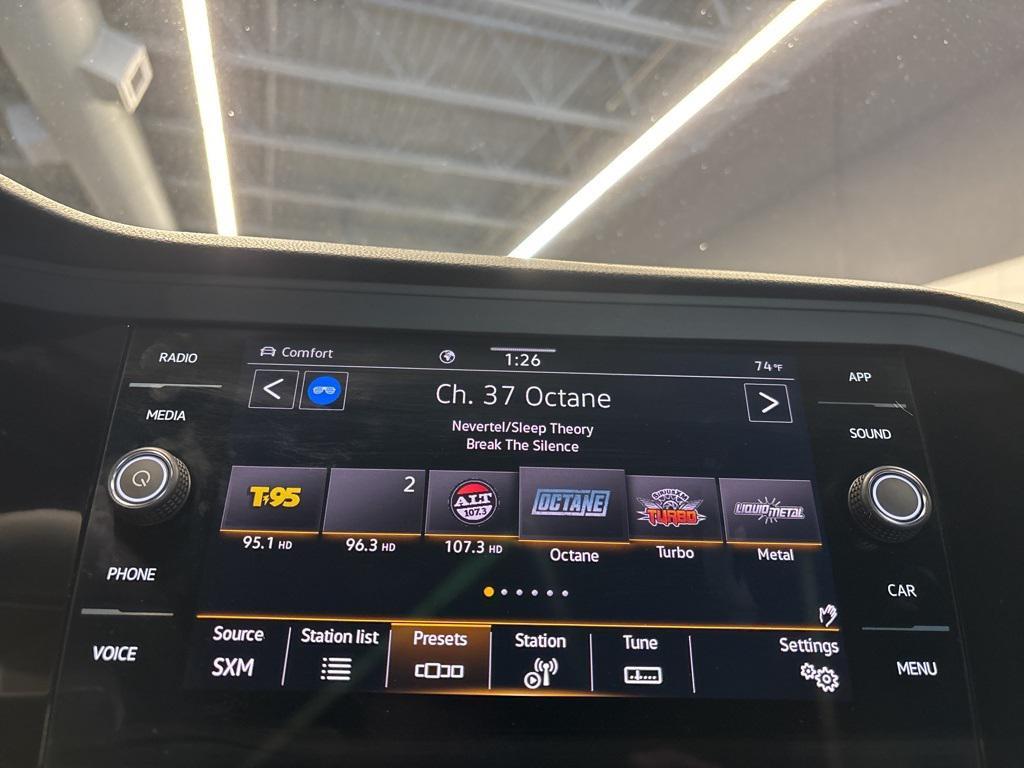 RADIO
MEDIA
PHONE
VOICE
Comfort
1:26
74°F
Ch. 37 Octane
Nevertel/Sleep Theory
Break The Silence
T-95
2
ALT
107.3
OCTANE
SIRIUSXM
TURBO
LIQUID METAL
95.1 HD
96.3 HD
107.3 HD
Octane
Turbo
Metal
Source
SXM
Station list
Presets
Station
Tune
Settings
APP
SOUND
CAR
MENU